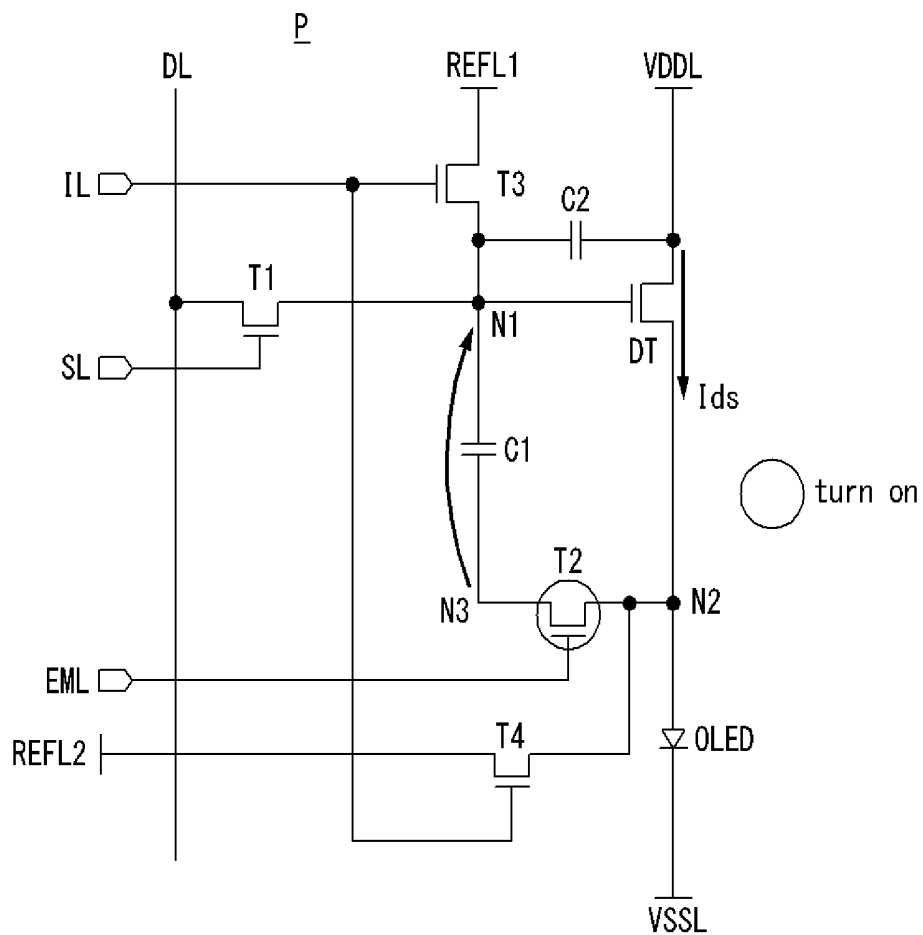 P
DL
REFL1
VDDL
IL
T3
C2
T1
N1
DT
SL
Ids
C1
turn on
T2
N3
N2
EML
T4
REFL2
OLED
VSSL